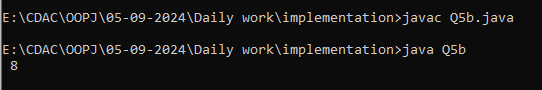 E:\CDAC\OOPJ\05-09-2024\Daily work\implementation>javac Q5b.java
E:\CDAC\OOPJ\05-09-2024\Daily work\implementation>java Q5b
8